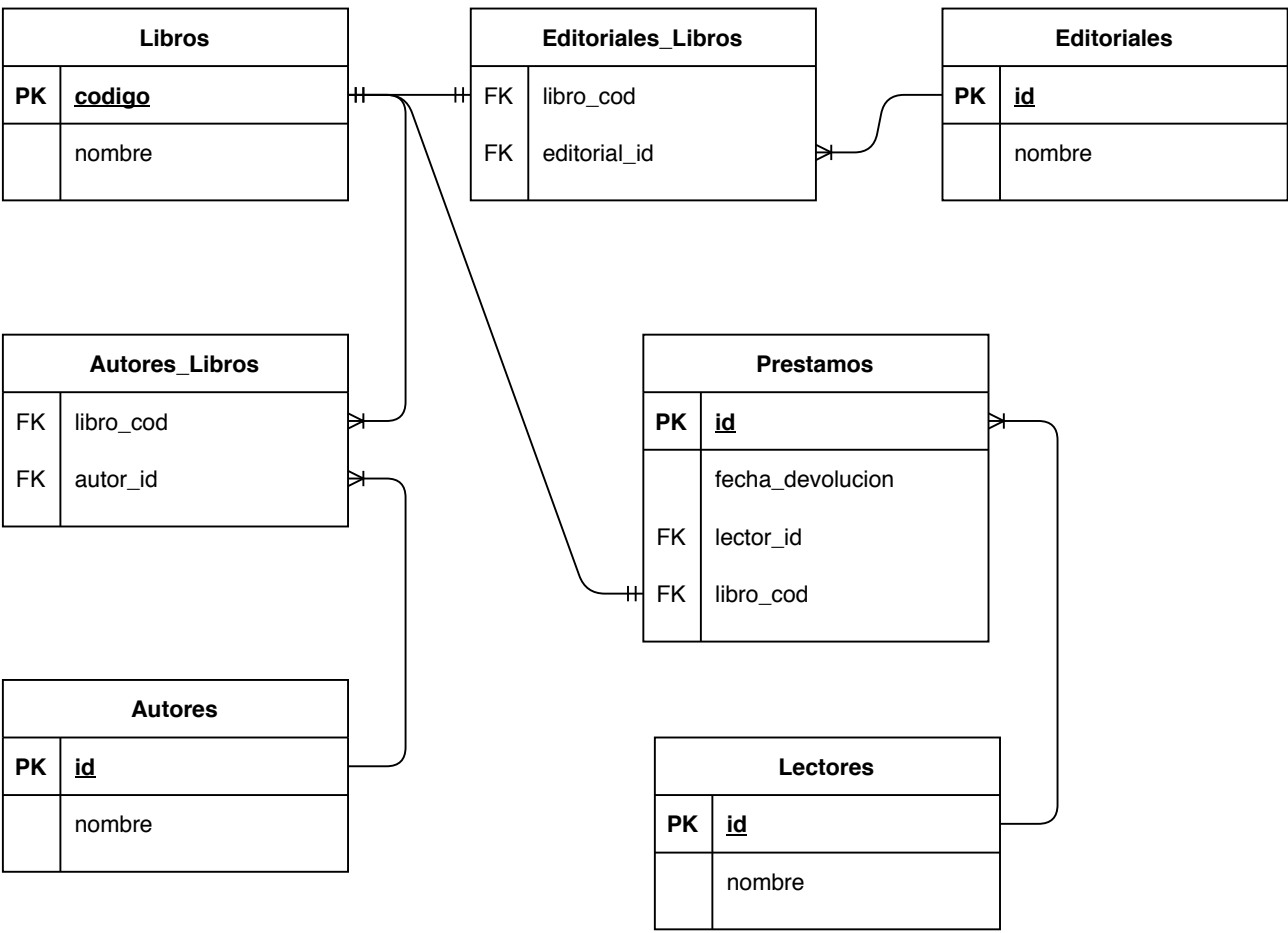 Libros
PK codigo
nombre
Editoriales_Libros
FK libro_cod
FK editorial_id
Editoriales
PK id
nombre
Autores_Libros
FK libro_cod
FK autor_id
Prestamos
PK id
fecha_devolucion
FK lector_id
FK libro_cod
Autores
PK id
nombre
Lectores
PK id
nombre